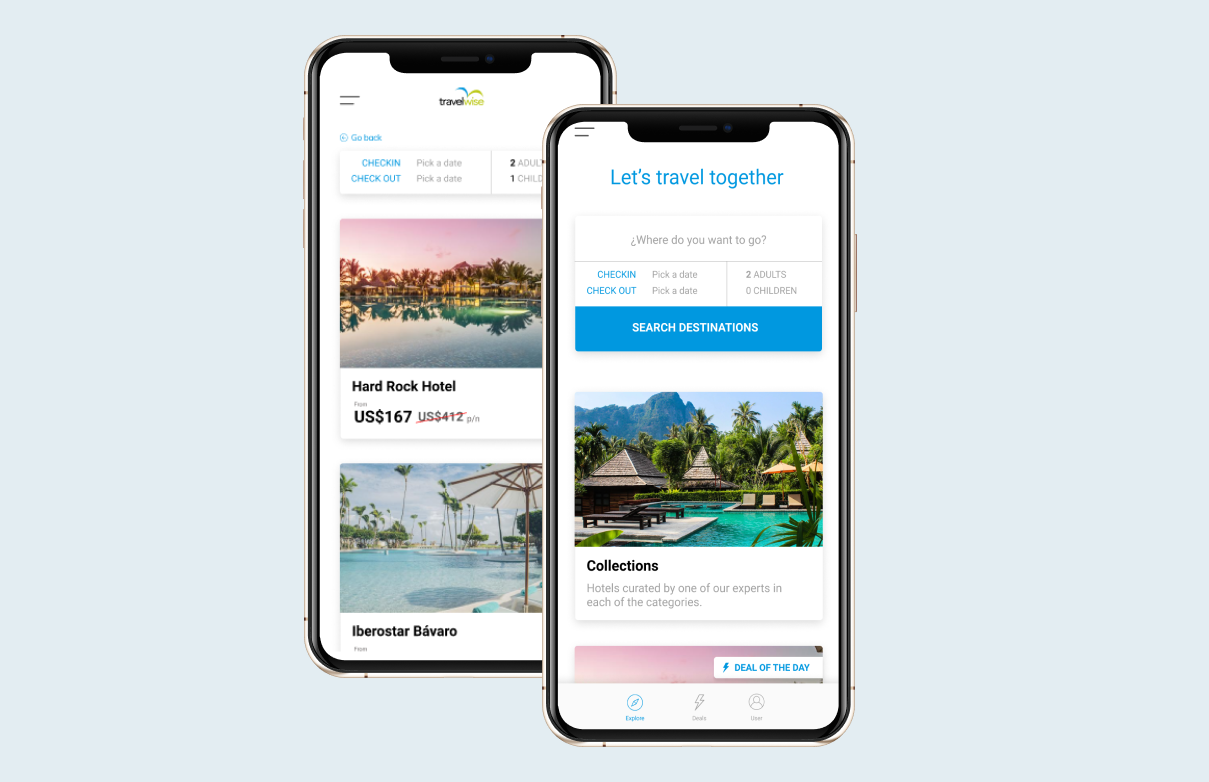 travelwise
Go back
CHECKIN Pick a date 2 ADUL
CHECK OUT Pick a date 1 CHILD
Hard Rock Hotel
From
US$167 US$412 p/n
Iberostar Bávaro
From
Let's travel together
¿Where do you want to go?
CHECKIN Pick a date 2 ADULTS
CHECK OUT Pick a date 0 CHILDREN
SEARCH DESTINATIONS
Collections
Hotels curated by one of our experts in
each of the categories.
DEAL OF THE DAY
Explore Deals User